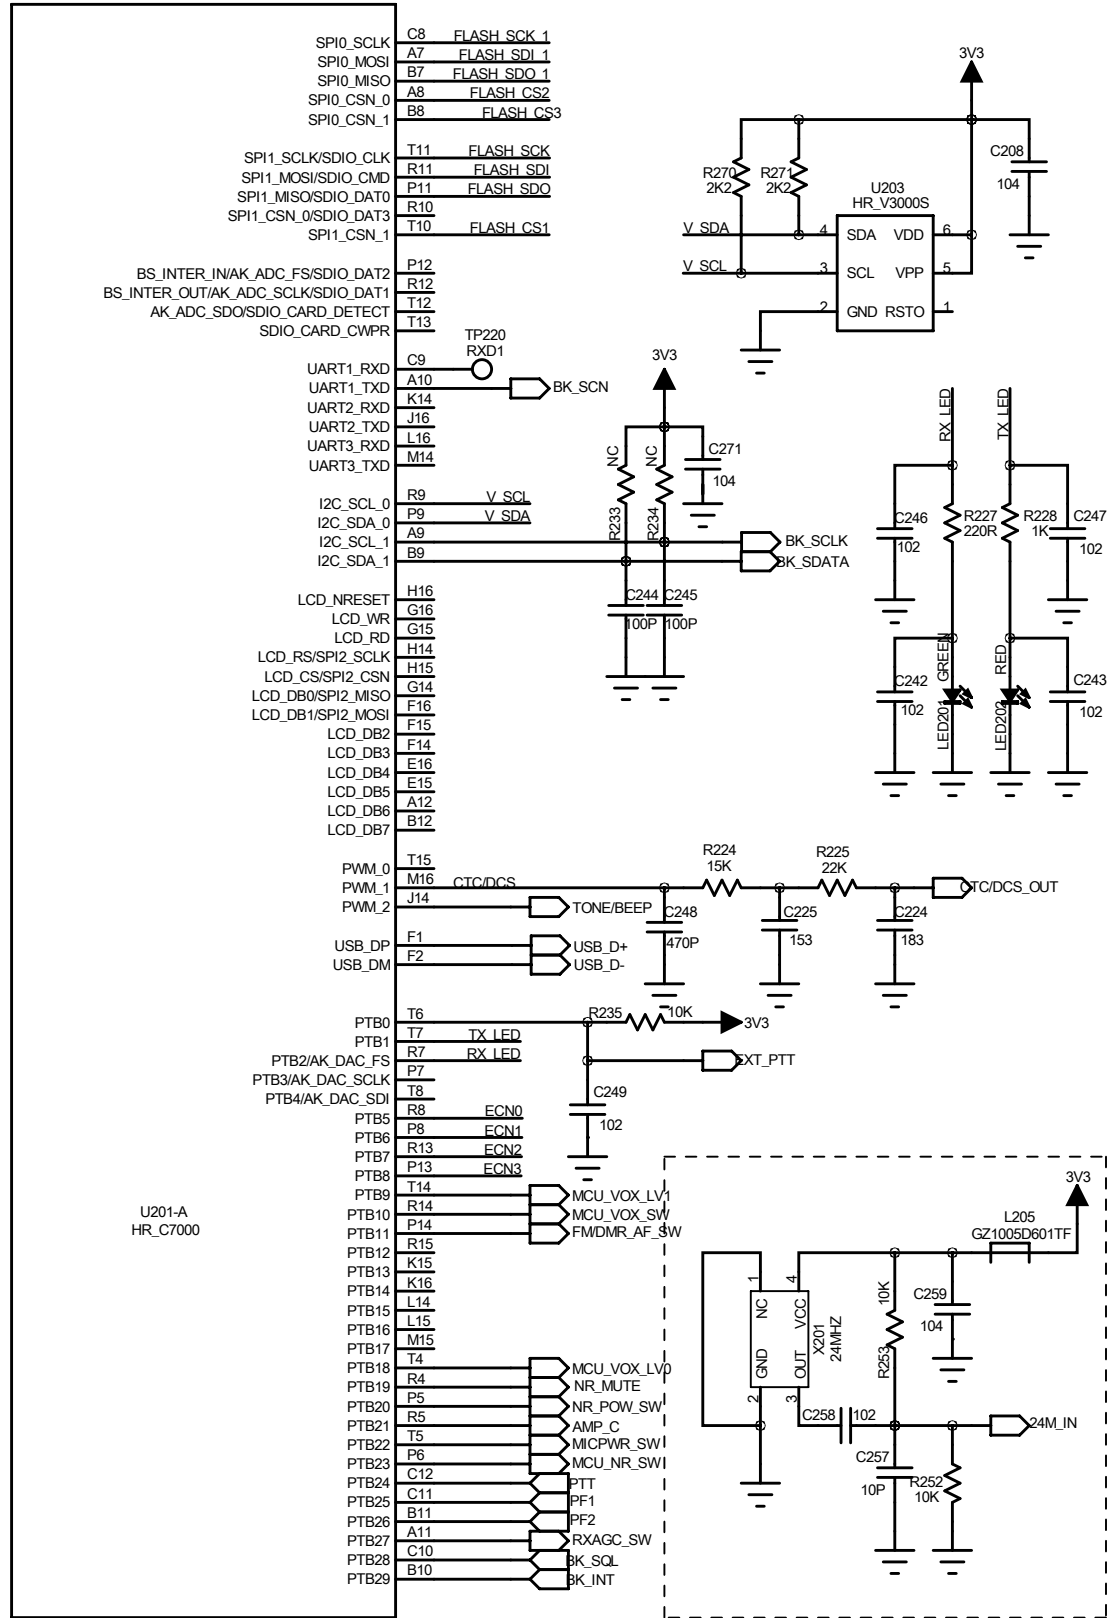 SPI0_SCLK C8 FLASH_SCK_1
SPI0_MOSI A7 FLASH_SDI_1
SPI0_MISO B7 FLASH_SDO_1
SPI0_CSN_0 A8 FLASH_CS2
SPI0_CSN_1 B8 FLASH_CS3
SPI1_SCLK/SDIO_CLK T11 FLASH_SCK
SPI1_MOSI/SDIO_CMD R11 FLASH_SDI
SPI1_MISO/SDIO_DAT0 P11 FLASH_SDO
SPI1_CSN_0/SDIO_DAT3 R10
SPI1_CSN_1 T10 FLASH_CS1
BS_INTER_IN/AK_ADC_FS/SDIO_DAT2 P12
BS_INTER_OUT/AK_ADC_SCLK/SDIO_DAT1 R12
AK_ADC_SDO/SDIO_CARD_DETECT T12
SDIO_CARD_CWPR T13
TP220
RXD1
UART1_RXD C9
UART1_TXD A10 BK_SCN
UART2_RXD K14
UART2_TXD J16
UART3_RXD L16
UART3_TXD M14
I2C_SCL_0 R9 V_SCL
I2C_SDA_0 P9 V_SDA
I2C_SCL_1 A9 BK_SCLK
I2C_SDA_1 B9 BK_SDATA
LCD_NRESET H16
LCD_WR G16
LCD_RD G15
LCD_RS/SPI2_SCLK H14
LCD_CS/SPI2_CSN H15
LCD_DB0/SPI2_MISO G14
LCD_DB1/SPI2_MOSI F16
LCD_DB2 F15
LCD_DB3 F14
LCD_DB4 E16
LCD_DB5 E15
LCD_DB6 A12
LCD_DB7 B12
PWM_0 T15
PWM_1 M16 CTC/DCS
PWM_2 J14 TONE/BEEP
USB_DP F1 USB_D+
USB_DM F2 USB_D-
PTB0 T6
PTB1 T7 TX_LED
PTB2/AK_DAC_FS R7 RX_LED
PTB3/AK_DAC_SCLK P7
PTB4/AK_DAC_SDI T8
PTB5 R8 ECN0
PTB6 P8 ECN1
PTB7 R13 ECN2
PTB8 P13 ECN3
PTB9 T14 MCU_VOX_LV1
PTB10 R14 MCU_VOX_SW
PTB11 P14 FM/DMR_AF_SW
PTB12 R15
PTB13 K15
PTB14 K16
PTB15 L14
PTB16 L15
PTB17 M15
PTB18 T4 MCU_VOX_LV0
PTB19 R4 NR_MUTE
PTB20 P5 NR_POW_SW
PTB21 R5 AMP_C
PTB22 T5 MICPWR_SW
PTB23 P6 MCU_NR_SW
PTB24 C12 PTT
PTB25 C11 PF1
PTB26 B11 PF2
PTB27 A11 RXAGC_SW
PTB28 C10 BK_SQL
PTB29 B10 BK_INT
U201-A
HR_C7000
3V3
R270
2K2
R271
2K2
C208
104
U203
HR_V3000S
V_SDA 4 SDA VDD 6
V_SCL 3 SCL VPP 5
2 GND RSTO 1
3V3
NC
R233
NC
R234
C271
104
C244
100P
C245
100P
RX_LED
TX_LED
C246
102
R227
220R
R228
1K
C247
102
C242
102
GREEN
LED201
RED
LED202
C243
102
R224
15K
R225
22K
CTC/DCS_OUT
C248
470P
C225
153
C224
183
R235 10K
3V3
EXT_PTT
C249
102
3V3
L205
GZ1005D601TF
1 NC
4 VCC
GND 2
OUT 3
X201
24MHZ
10K
R253
C259
104
C258 102
24M_IN
C257
10P
R252
10K